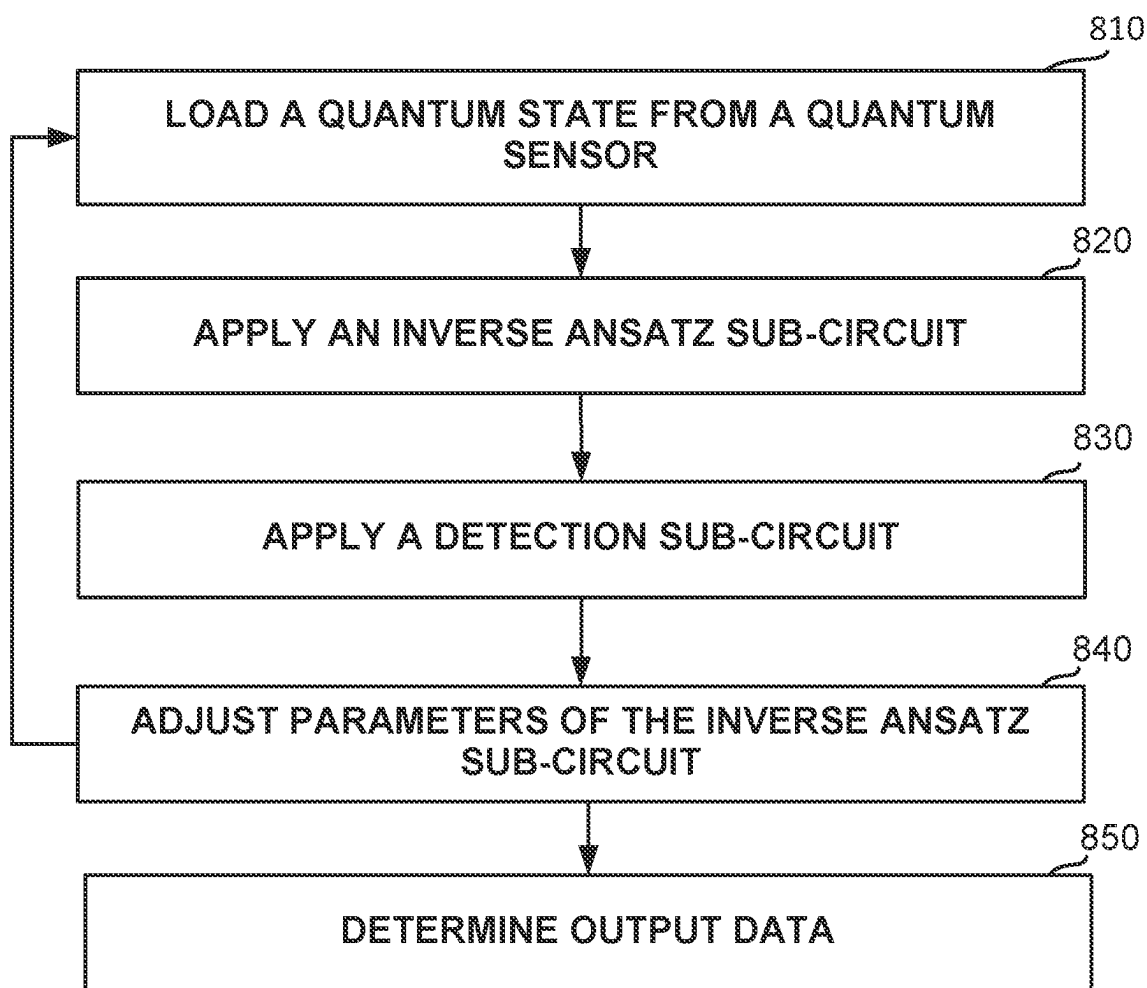 810
LOAD A QUANTUM STATE FROM A QUANTUM
SENSOR
820
APPLY AN INVERSE ANSATZ SUB-CIRCUIT
830
APPLY A DETECTION SUB-CIRCUIT
840
ADJUST PARAMETERS OF THE INVERSE ANSATZ
SUB-CIRCUIT
850
DETERMINE OUTPUT DATA